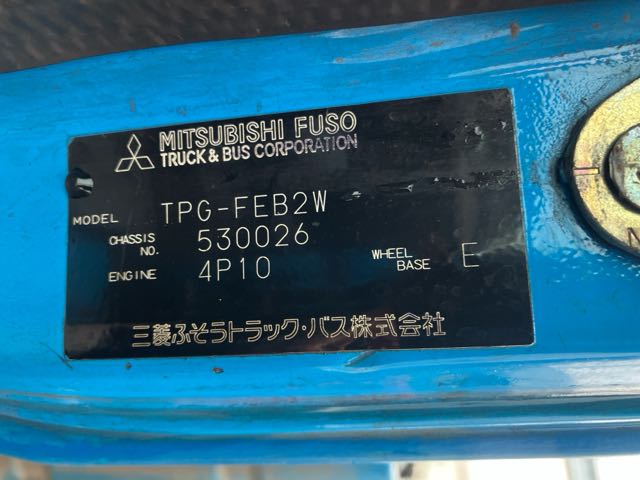 MITSUBISHI FUSO
TRUCK & BUS CORPORATION
MODEL TPG-FEB2W
CHASSIS NO. 530026
ENGINE 4P10 WHEEL BASE E
三菱ふそうトラック・バス株式会社